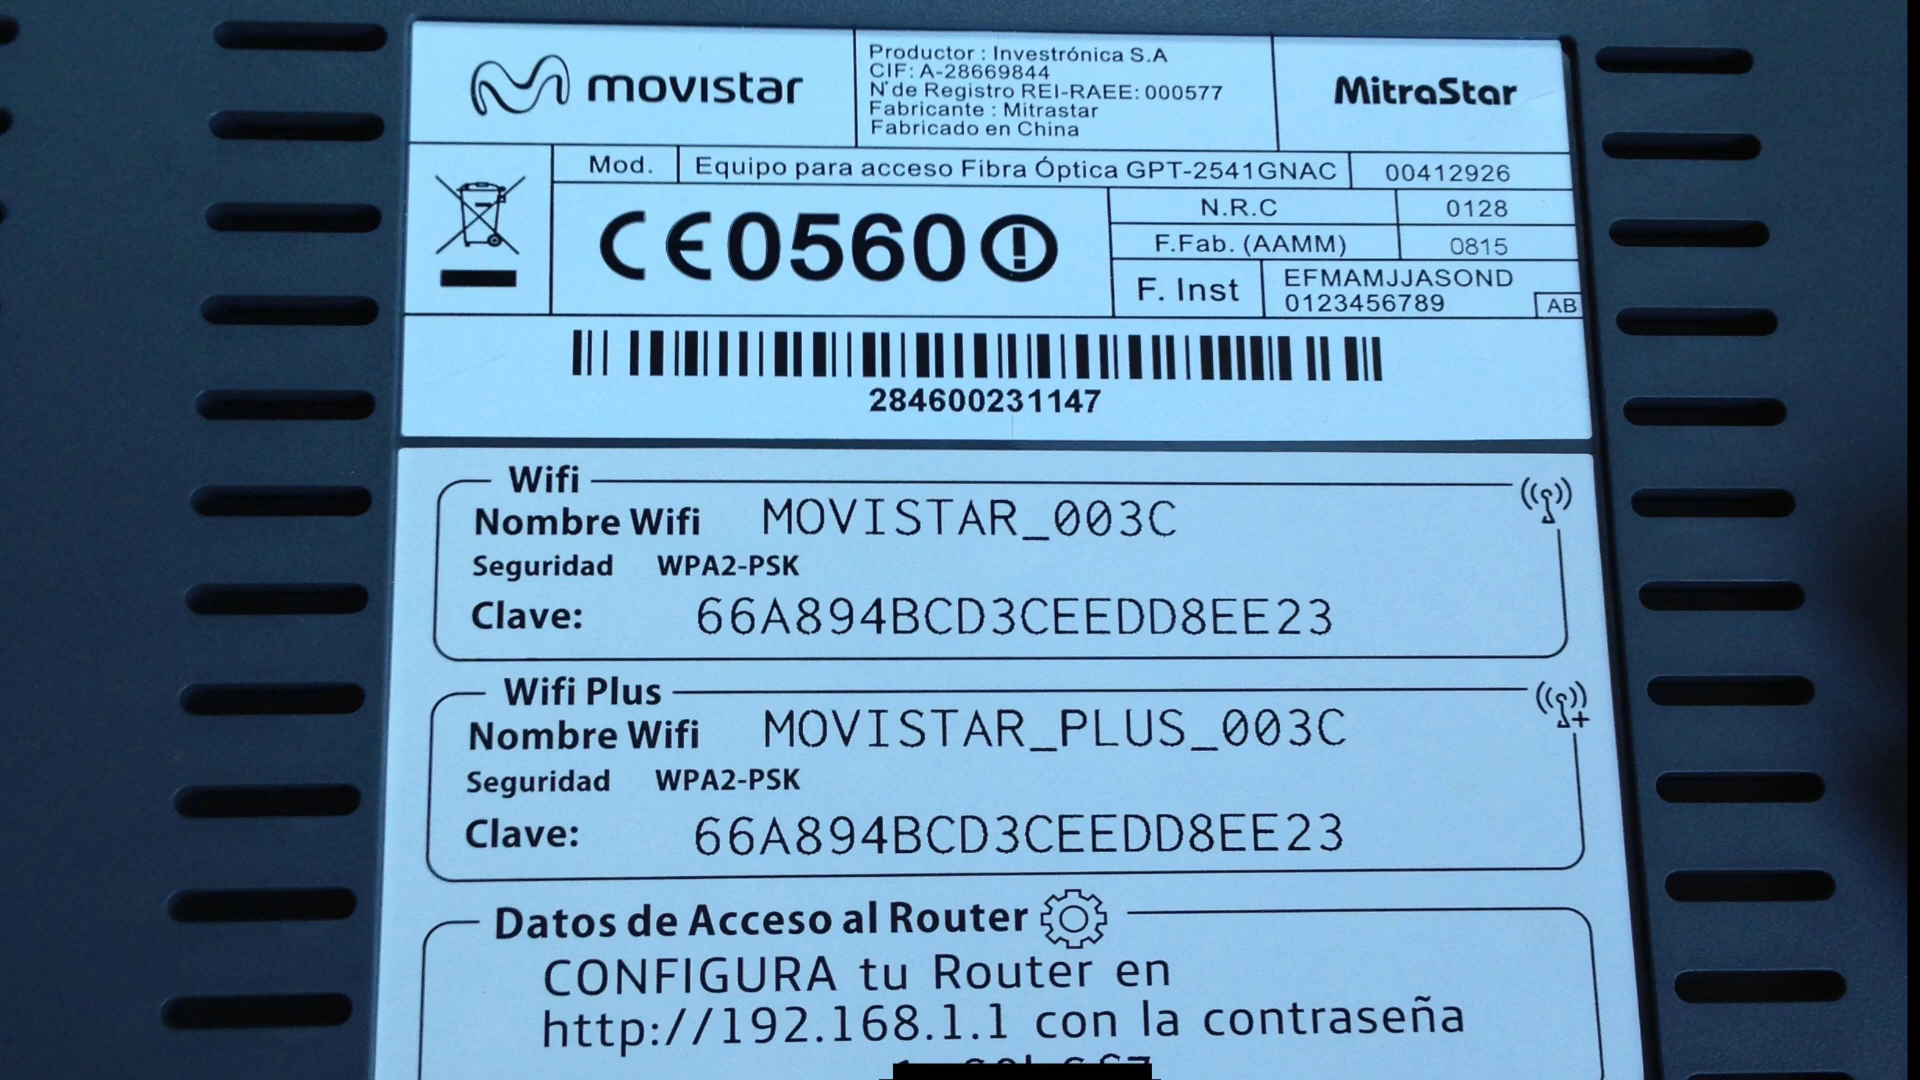 movistar
Productor : Investrónica S.A
CIF: A-28669844
Nº de Registro REI-RAEE: 000577
Fabricante : Mitrastar
Fabricado en China
MitraStar
Mod. Equipo para acceso Fibra Óptica GPT-2541GNAC 00412926
CE0560
N.R.C 0128
F.Fab. (AAMM) 0815
F. Inst EFMAMJJASOND
0123456789
AB
284600231147
Wifi
Nombre Wifi MOVISTAR_003C
Seguridad WPA2-PSK
Clave: 66A894BCD3CEEDD8EE23
Wifi Plus
Nombre Wifi MOVISTAR_PLUS_003C
Seguridad WPA2-PSK
Clave: 66A894BCD3CEEDD8EE23
Datos de Acceso al Router
CONFIGURA tu Router en
http://192.168.1.1 con la contraseña